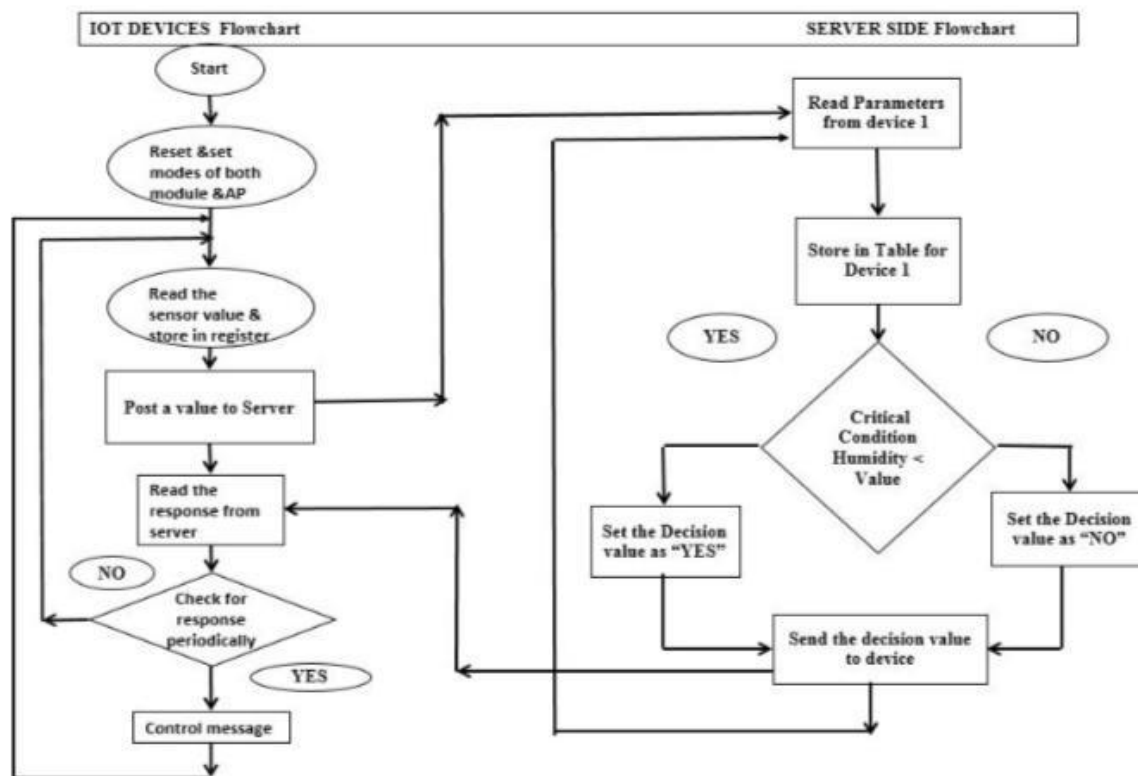 IOT DEVICES Flowchart
SERVER SIDE Flowchart
Start
Reset &set
modes of both
module &AP
Read the
sensor value &
store in register
Post a value to Server
Read the
response from
server
NO
Check for
response
periodically
YES
Control message
Read Parameters
from device 1
Store in Table for
Device 1
YES
NO
Critical
Condition
Humidity <
Value
Set the Decision
value as “YES”
Set the Decision
value as “NO”
Send the decision value
to device